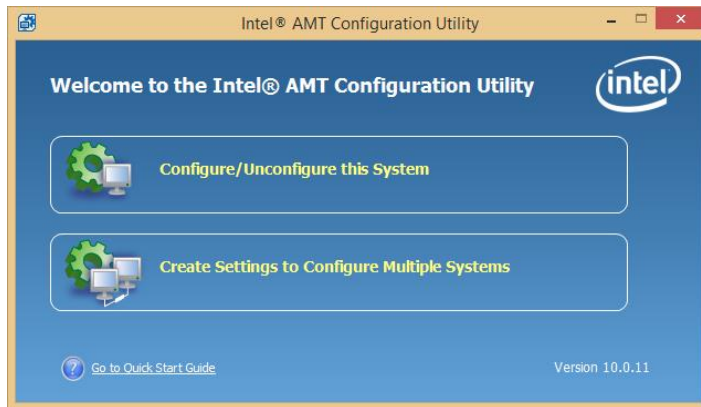 Intel® AMT Configuration Utility
Welcome to the Intel® AMT Configuration Utility
intel
Configure/Unconfigure this System
Create Settings to Configure Multiple Systems
? Go to Quick Start Guide
Version 10.0.11